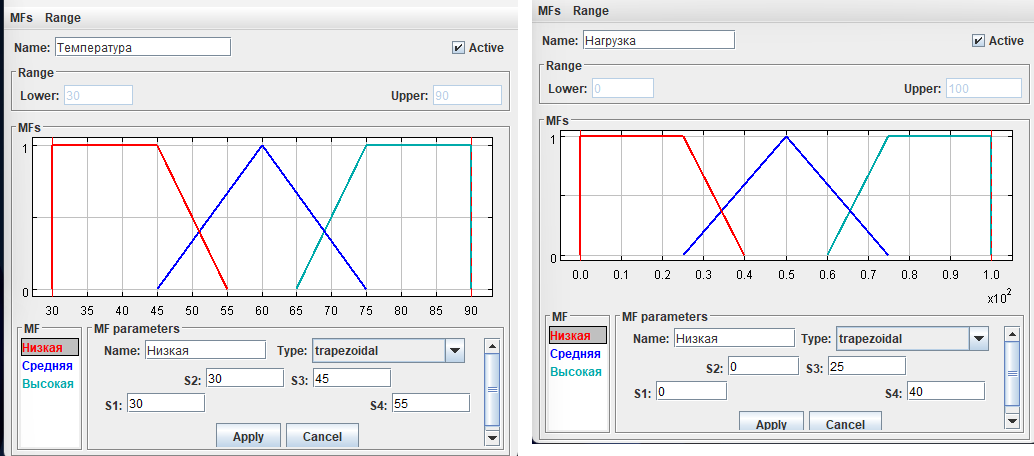 MFs Range
Name: Температура Active
Range
Lower: 30 Upper: 90
MFs
1
0
30 35 40 45 50 55 60 65 70 75 80 85 90
MF
Низкая
Средняя
Высокая
MF parameters
Name: Низкая Type: trapezoidal
S2: 30 S3: 45
S1: 30 S4: 55
Apply Cancel
MFs Range
Name: Нагрузка Active
Range
Lower: 0 Upper: 100
MFs
1
0
0.0 0.1 0.2 0.3 0.4 0.5 0.6 0.7 0.8 0.9 1.0
x10²
MF
Низкая
Средняя
Высокая
MF parameters
Name: Низкая Type: trapezoidal
S2: 0 S3: 25
S1: 0 S4: 40
Apply Cancel